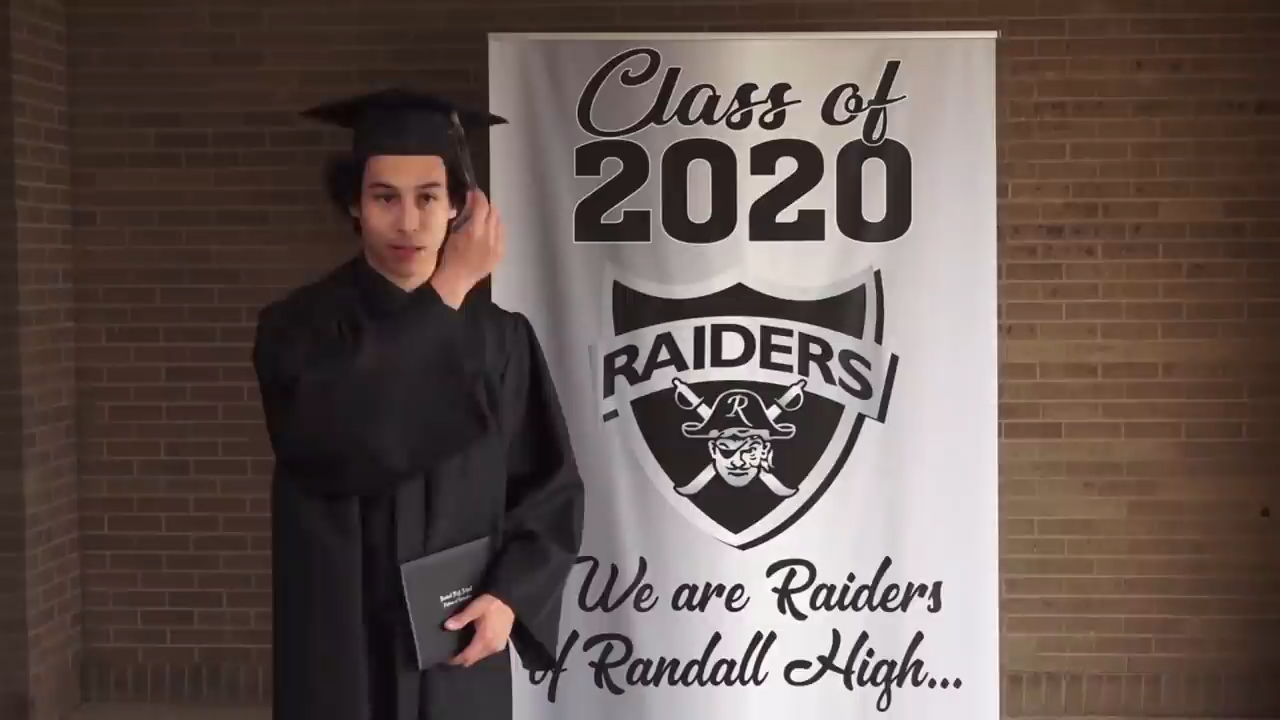 Class of
2020
RAIDERS
R
We are Raiders
of Randall High...